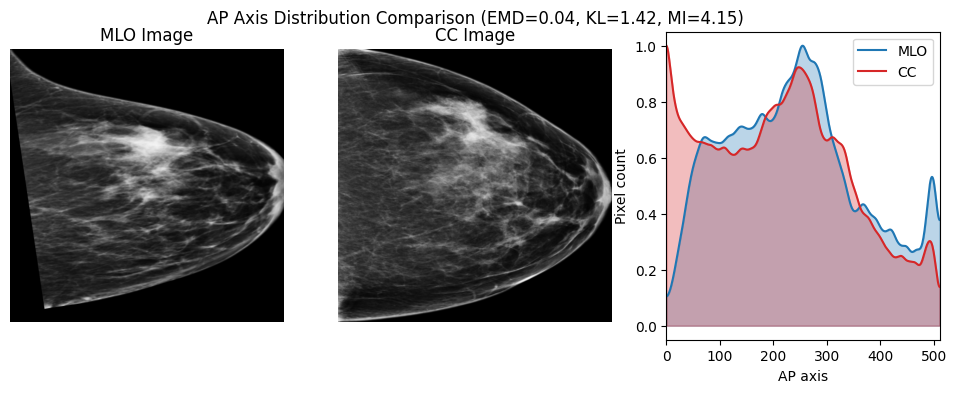 AP Axis Distribution Comparison (EMD=0.04, KL=1.42, MI=4.15)
MLO Image
CC Image
MLO
CC
Pixel count
1.0
0.8
0.6
0.4
0.2
0.0
0 100 200 300 400 500
AP axis